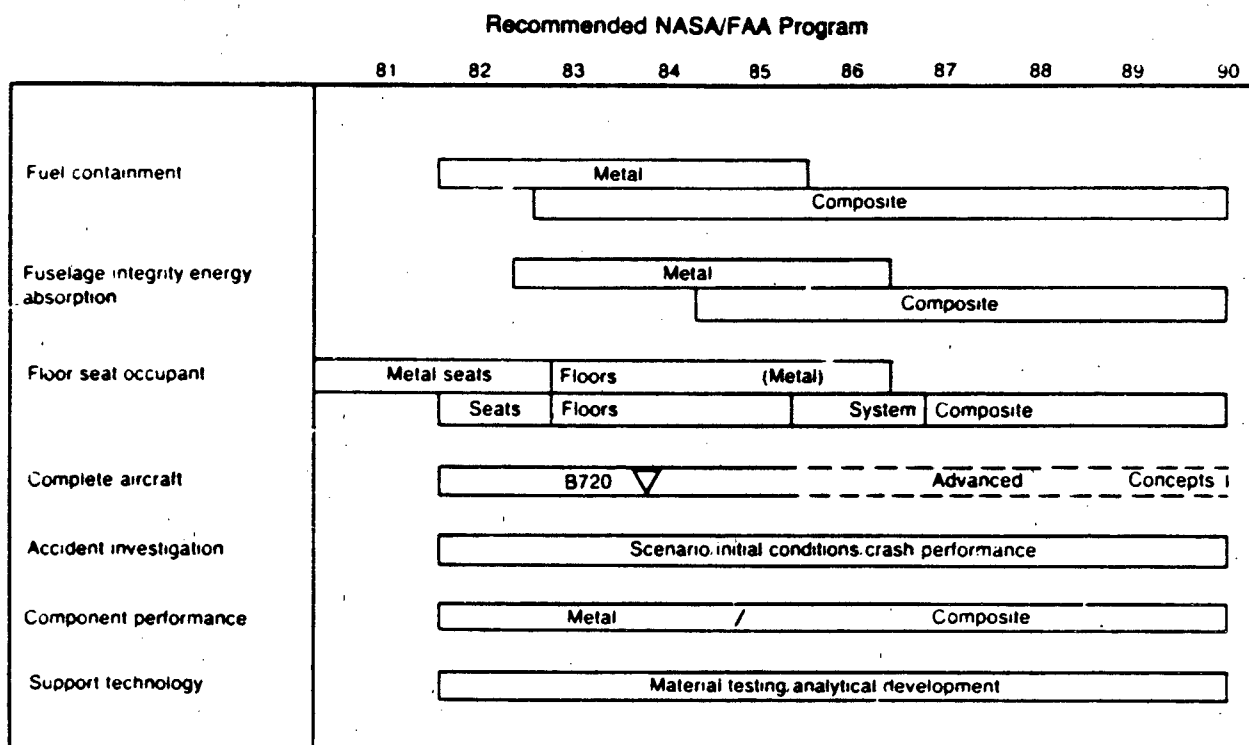 Recommended NASA/FAA Program
81 82 83 84 85 86 87 88 89 90
Fuel containment
Metal
Composite
Fuselage integrity energy
absorption
Metal
Composite
Floor seat occupant
Metal seats Floors (Metal)
Seats Floors System Composite
Complete aircraft
B720 Advanced Concepts
Accident investigation
Scenario, initial conditions, crash performance
Component performance
Metal / Composite
Support technology
Material testing, analytical development